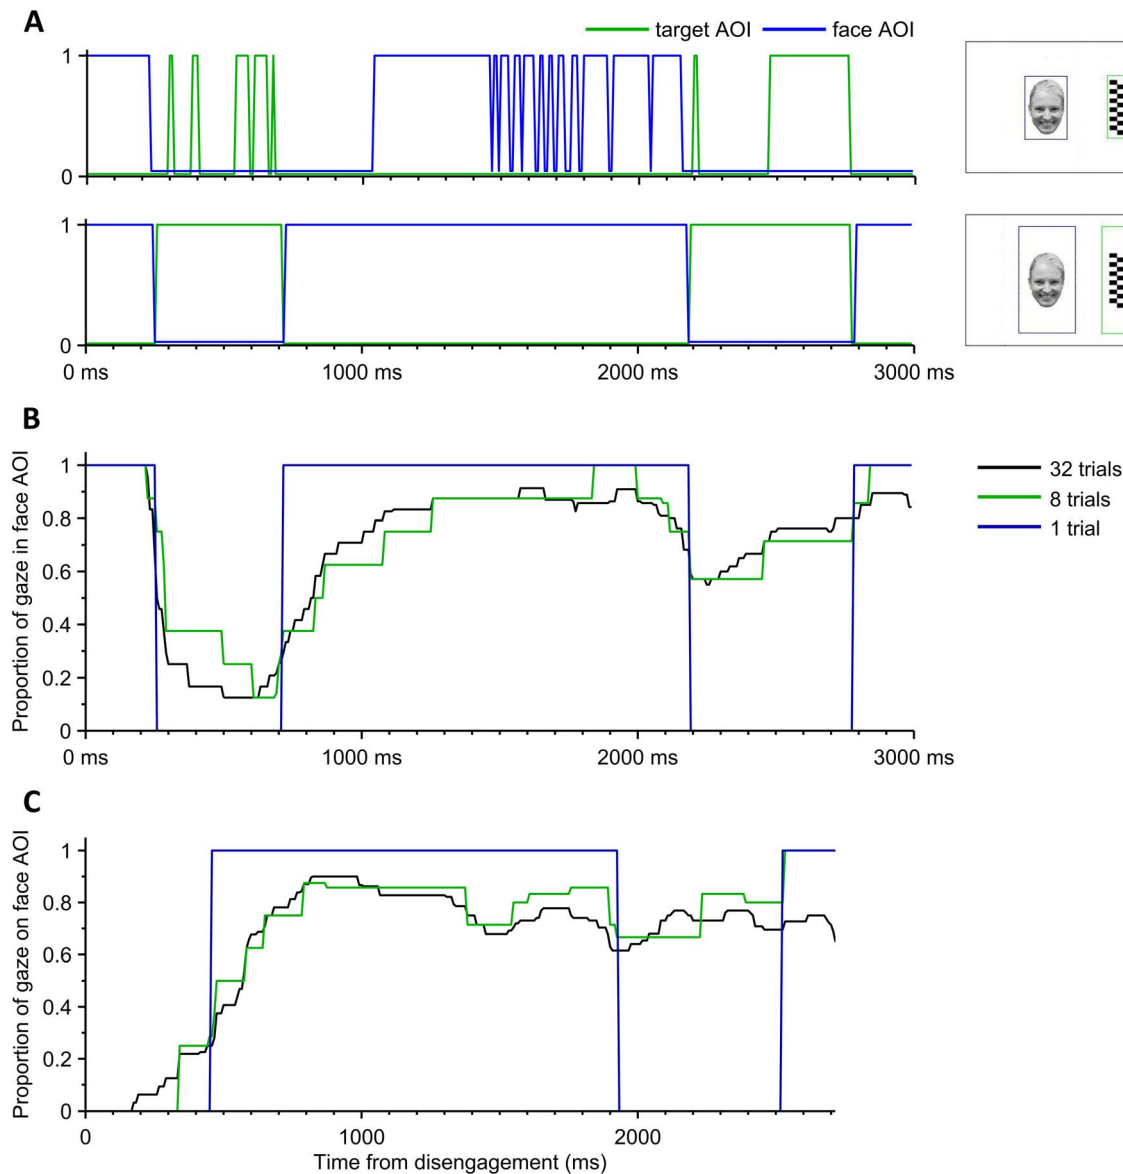 A
target AOI face AOI
1
0
1
0
0 ms 1000 ms 2000 ms 3000 ms
B
Proportion of gaze in face AOI
1
0.8
0.6
0.4
0.2
0
0 ms 1000 ms 2000 ms 3000 ms
32 trials
8 trials
1 trial
C
Proportion of gaze on face AOI
1
0.8
0.6
0.4
0.2
0
0 1000 2000
Time from disengagement (ms)